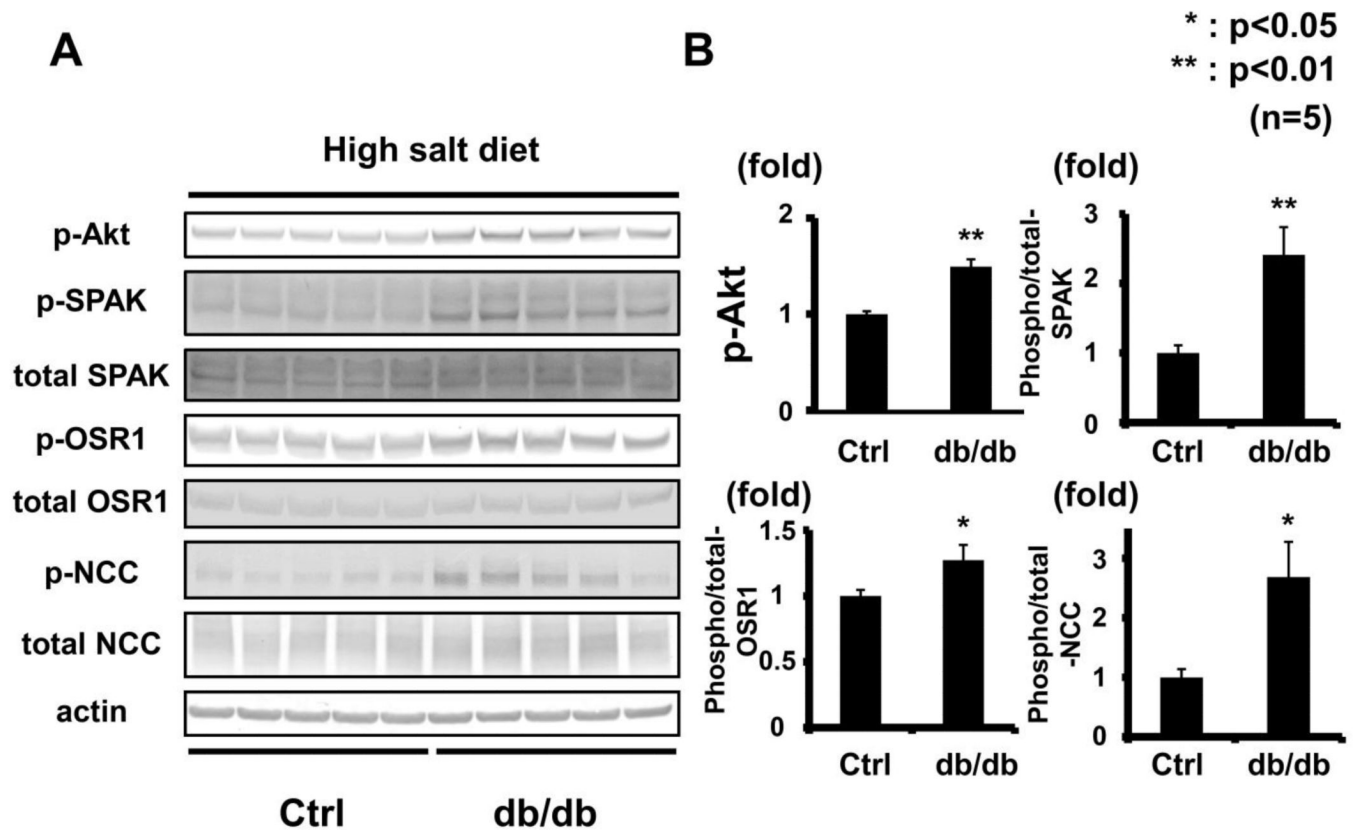 A
High salt diet
p-Akt
p-SPAK
total SPAK
p-OSR1
total OSR1
p-NCC
total NCC
actin
Ctrl
db/db
B
* : p<0.05
** : p<0.01
(n=5)
(fold)
p-Akt
2
1
0
**
Ctrl
db/db
(fold)
Phospho/total-
SPAK
3
2
1
0
**
Ctrl
db/db
(fold)
Phospho/total-
OSR1
1.5
1
0.5
0
*
Ctrl
db/db
(fold)
Phospho/total
-NCC
3
2
1
0
*
Ctrl
db/db